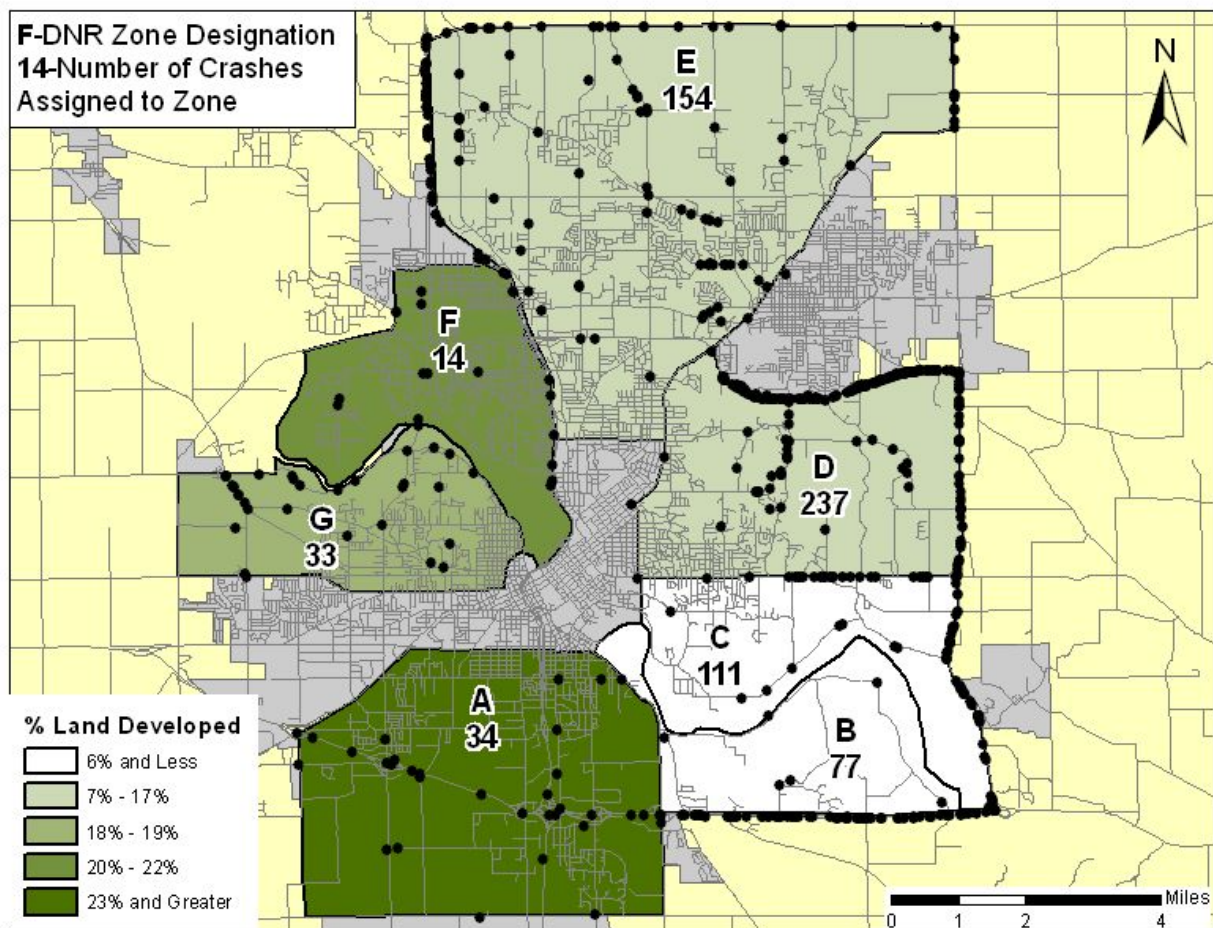 F-DNR Zone Designation
14-Number of Crashes
Assigned to Zone
N
E
154
F
14
D
237
G
33
C
111
A
34
B
77
% Land Developed
6% and Less
7% - 17%
18% - 19%
20% - 22%
23% and Greater
Miles
0 1 2 4